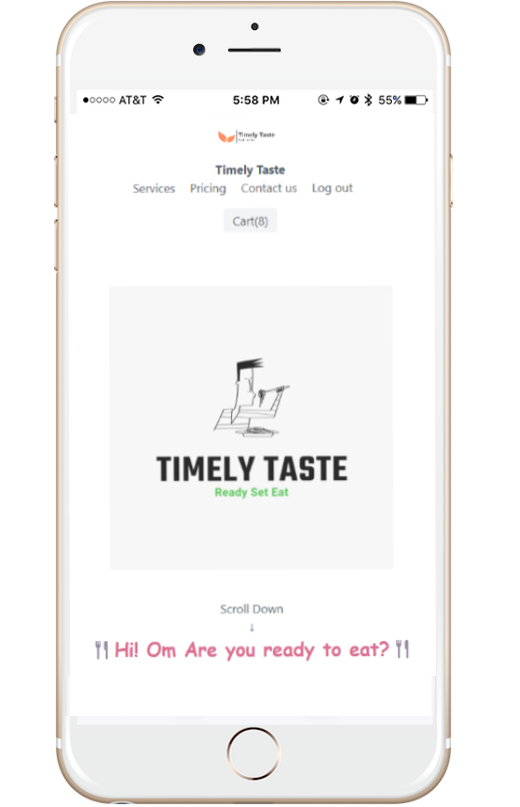 AT&T 5:58 PM 55%
Timely Taste
Timely Taste
Services Pricing Contact us Log out
Cart(8)
TIMELY TASTE
Ready Set Eat
Scroll Down
↓
Hi! Om Are you ready to eat?